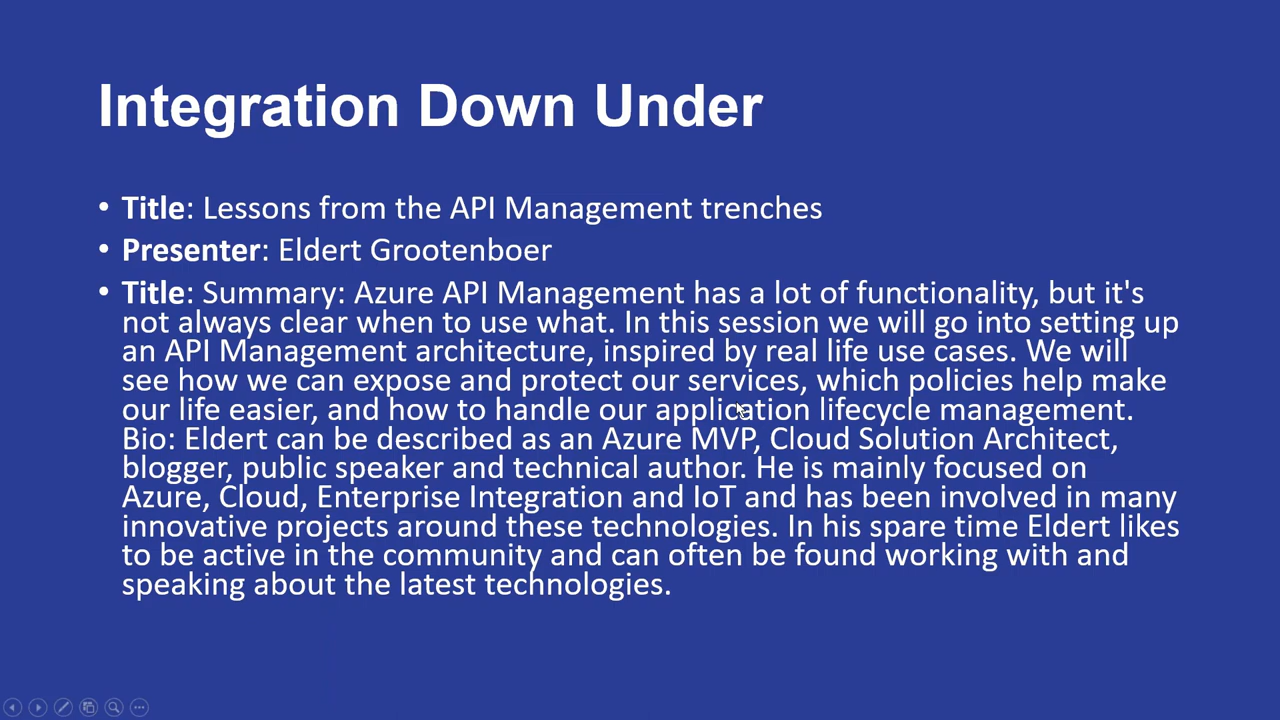 Integration Down Under
• Title: Lessons from the API Management trenches
• Presenter: Eldert Grootenboer
• Title: Summary: Azure API Management has a lot of functionality, but it's
not always clear when to use what. In this session we will go into setting up
an API Management architecture, inspired by real life use cases. We will
see how we can expose and protect our services, which policies help make
our life easier, and how to handle our application lifecycle management.
Bio: Eldert can be described as an Azure MVP, Cloud Solution Architect,
blogger, public speaker and technical author. He is mainly focused on
Azure, Cloud, Enterprise Integration and IoT and has been involved in many
innovative projects around these technologies. In his spare time Eldert likes
to be active in the community and can often be found working with and
speaking about the latest technologies.